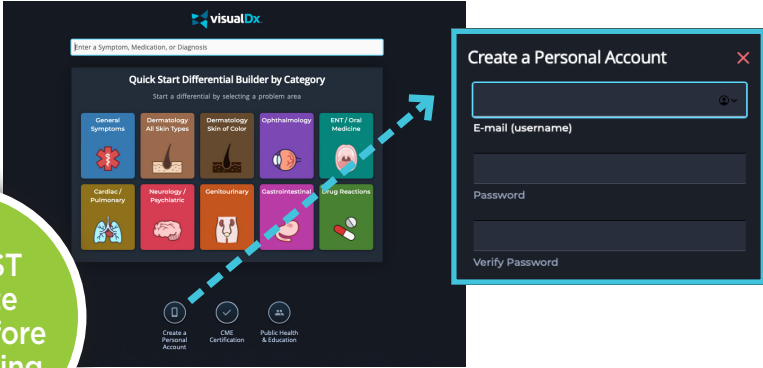 visualDx
Enter a Symptom, Medication, or Diagnosis
Quick Start Differential Builder by Category
Start a differential by selecting a problem area
General
Symptoms
Dermatology
All Skin Types
Dermatology
Skin of Color
Ophthalmology
ENT / Oral
Medicine
Cardiac /
Pulmonary
Neurology /
Psychiatric
Genitourinary
Gastrointestinal
Drug Reactions
Create a
Personal
Account
CME
Certification
Public Health
& Education
Create a Personal Account
E-mail (username)
Password
Verify Password